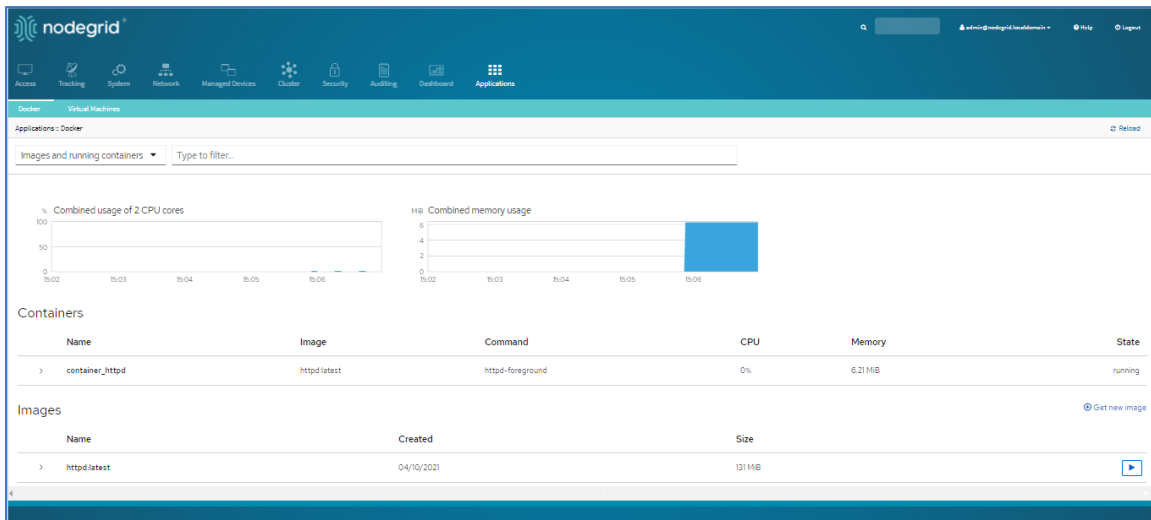 nodegrid®
admin@nodegrid.localdomain Help Logout
Access Tracking System Network Managed Devices Cluster Security Auditing Dashboard Applications
Docker Virtual Machines
Applications :: Docker Reload
Images and running containers Type to filter...
% Combined usage of 2 CPU cores MiB Combined memory usage
100 6
4
50
2
0 0
15:02 15:03 15:04 15:05 15:06 15:02 15:03 15:04 15:05 15:06
Containers
Name Image Command CPU Memory State
container_httpd httpd:latest httpd-foreground 0% 6.21 MiB running
Images Get new image
Name Created Size
httpd:latest 04/10/2021 131 MiB